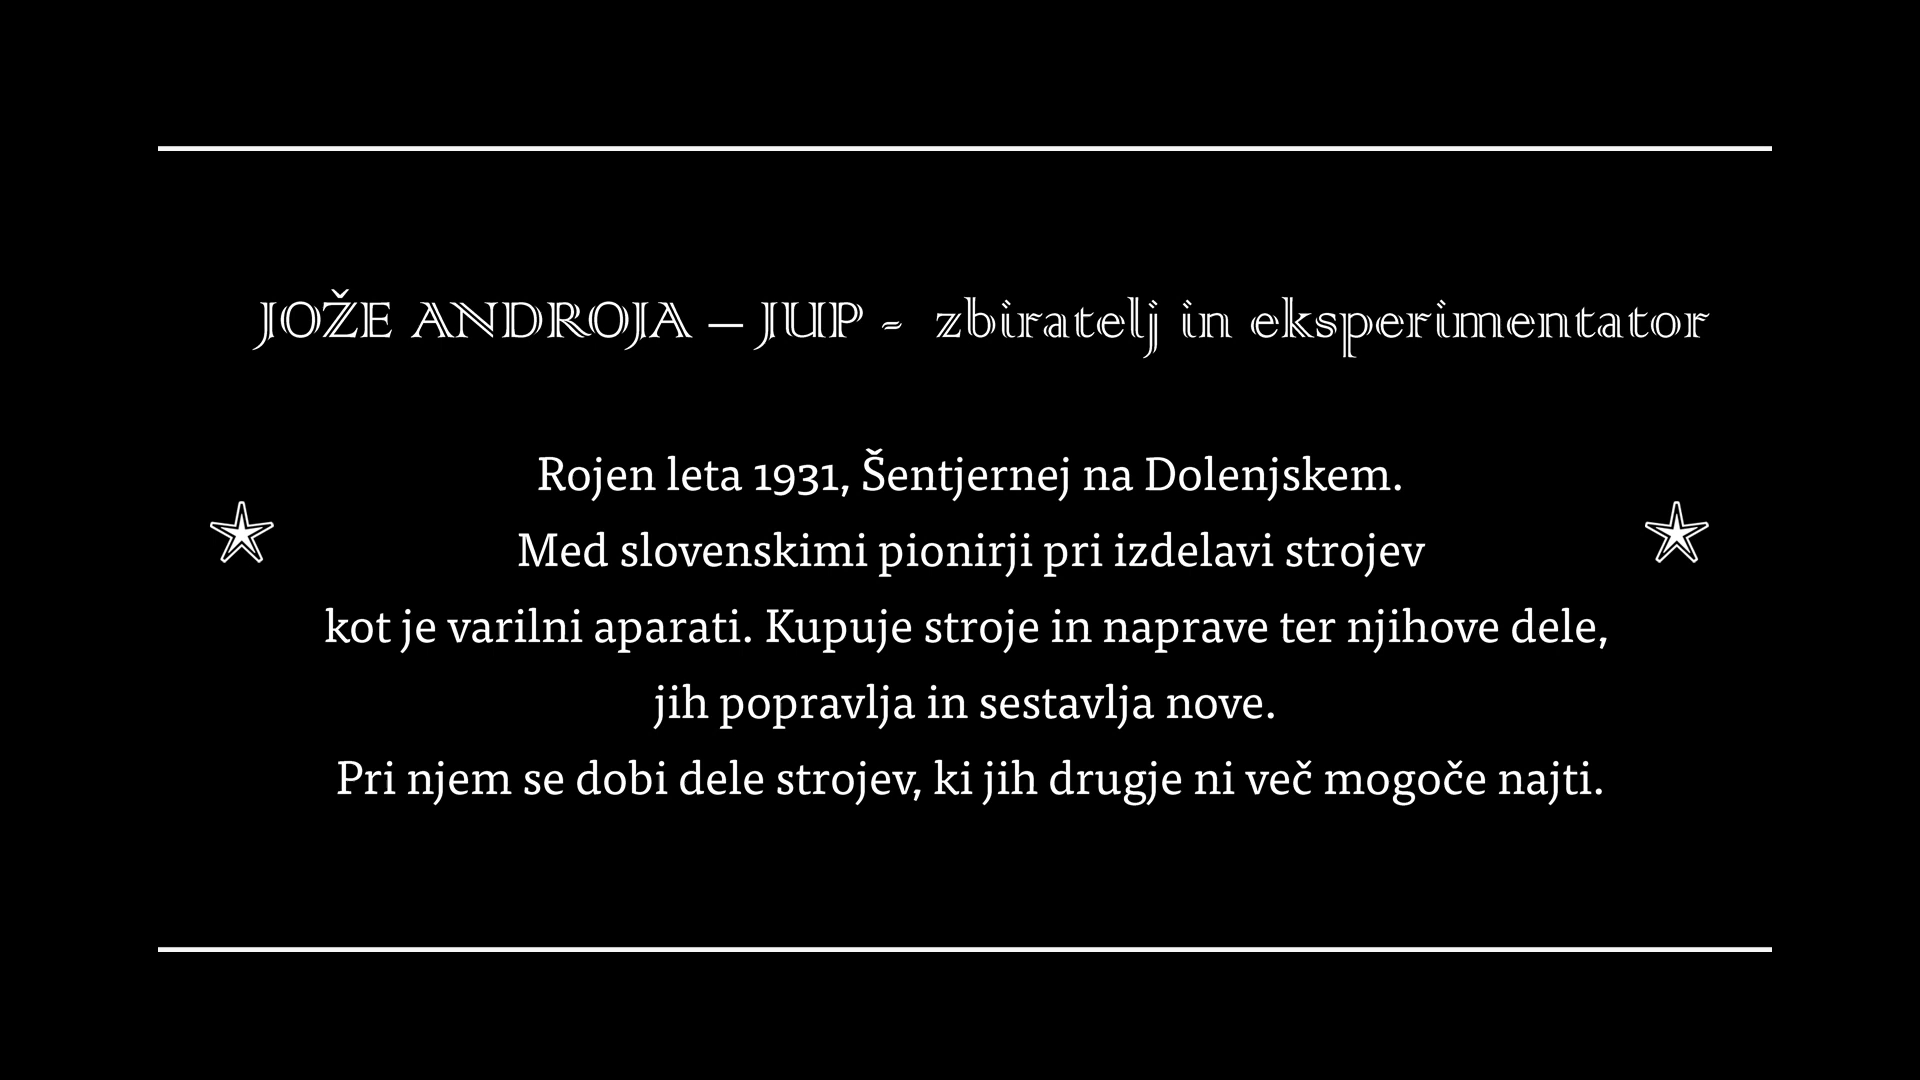 JOŽE ANDROJA – JUP - zbiratelj in eksperimentator
Rojen leta 1931, Šentjernej na Dolenjskem.
Med slovenskimi pionirji pri izdelavi strojev
kot je varilni aparati. Kupuje stroje in naprave ter njihove dele,
jih popravlja in sestavlja nove.
Pri njem se dobi dele strojev, ki jih drugje ni več mogoče najti.